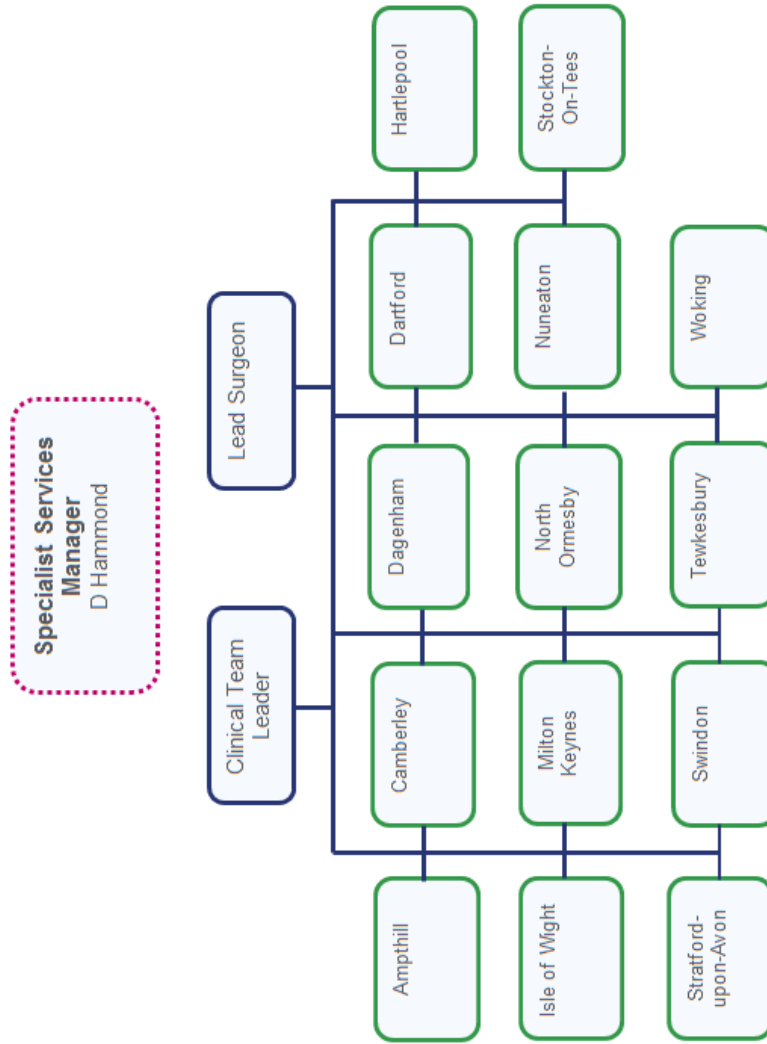 Specialist Services
Manager
D Hammond
Clinical Team
Leader
Lead Surgeon
Ampthill
Camberley
Dagenham
Dartford
Hartlepool
Isle of Wight
Milton
Keynes
North
Ormesby
Nuneaton
Stockton-
On-Tees
Stratford-
upon-Avon
Swindon
Tewkesbury
Woking